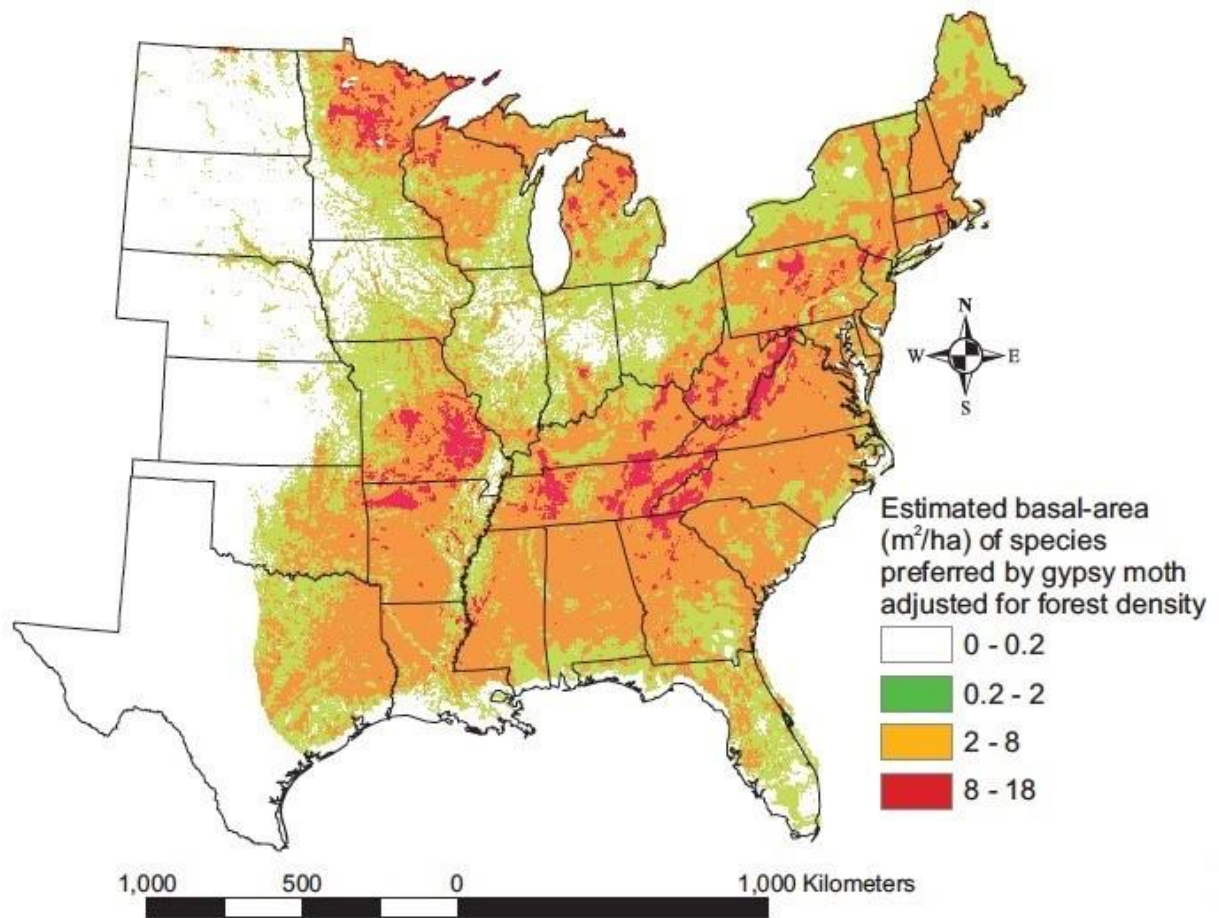 N
W E
S
Estimated basal-area
(m²/ha) of species
preferred by gypsy moth
adjusted for forest density
0 - 0.2
0.2 - 2
2 - 8
8 - 18
1,000 500 0 1,000 Kilometers